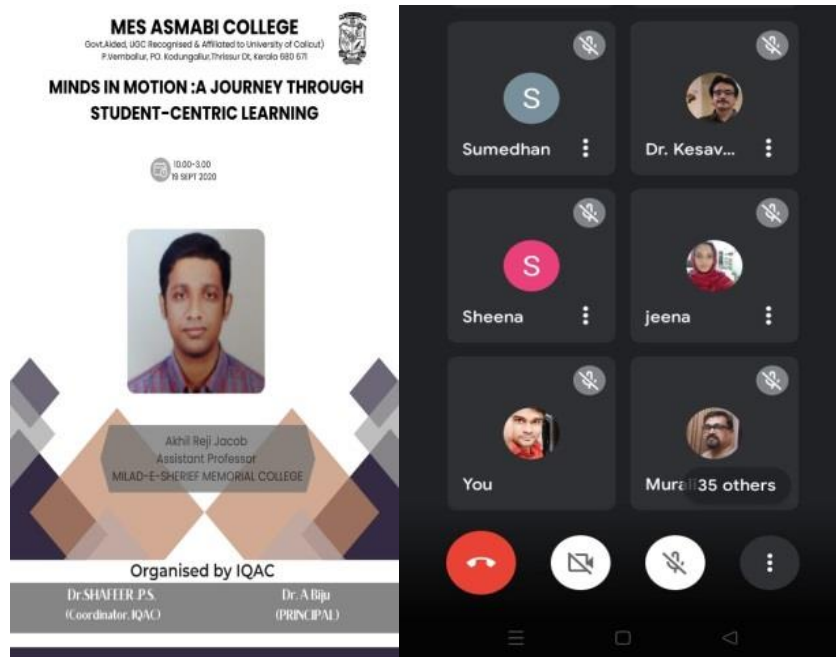 MES ASMABI COLLEGE
Govt.Aided, UGC Recognised & Affiliated to University of Calicut)
P.Vemballur, P.O. Kodungallur,Thrissur Dt, Kerala 680 671
MINDS IN MOTION :A JOURNEY THROUGH
STUDENT-CENTRIC LEARNING
10.00-3.00
19 SEPT 2020
Akhil Reji Jacob
Assistant Professor
MILAD-E-SHERIEF MEMORIAL COLLEGE
Organised by IQAC
Dr.SHAFEER .P.S.
(Coordinator, IQAC)
Dr. A Biju
(PRINCIPAL)
S
Sumedhan
Dr. Kesav...
S
Sheena
jeena
You
Mura
35 others